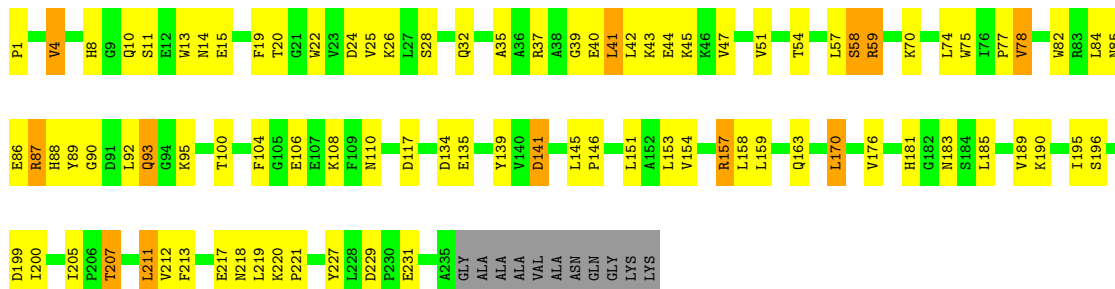 P1 V4 H8 G9 Q10 S11 E12 W13 N14 E15 F19 T20 G21 W22 V23 D24 V25 K26 L27 S28 Q32 A35 A36 R37 A38 G39 E40 L41 L42 K43 E44 K45 K46 V47 V51 T54 L57 S58 R59 K70 L74 W75 I76 P77 V78 W82 R83 L84 N85
E86 R87 H88 Y89 G90 D91 L92 Q93 G94 K95 T100 F104 G105 E106 E107 K108 F109 N110 D117 D134 E135 Y139 V140 D141 L145 P146 L151 A152 L153 V154 R157 L158 L159 Q163 L170 V176 H181 G182 N183 S184 L185 V189 K190 I195 S196
D199 I200 I205 P206 T207 L211 V212 F213 E217 N218 L219 K220 P221 Y227 L228 D229 P230 E231 A235 GLY ALA ALA ALA VAL ALA ASN GLN GLY LYS LYS